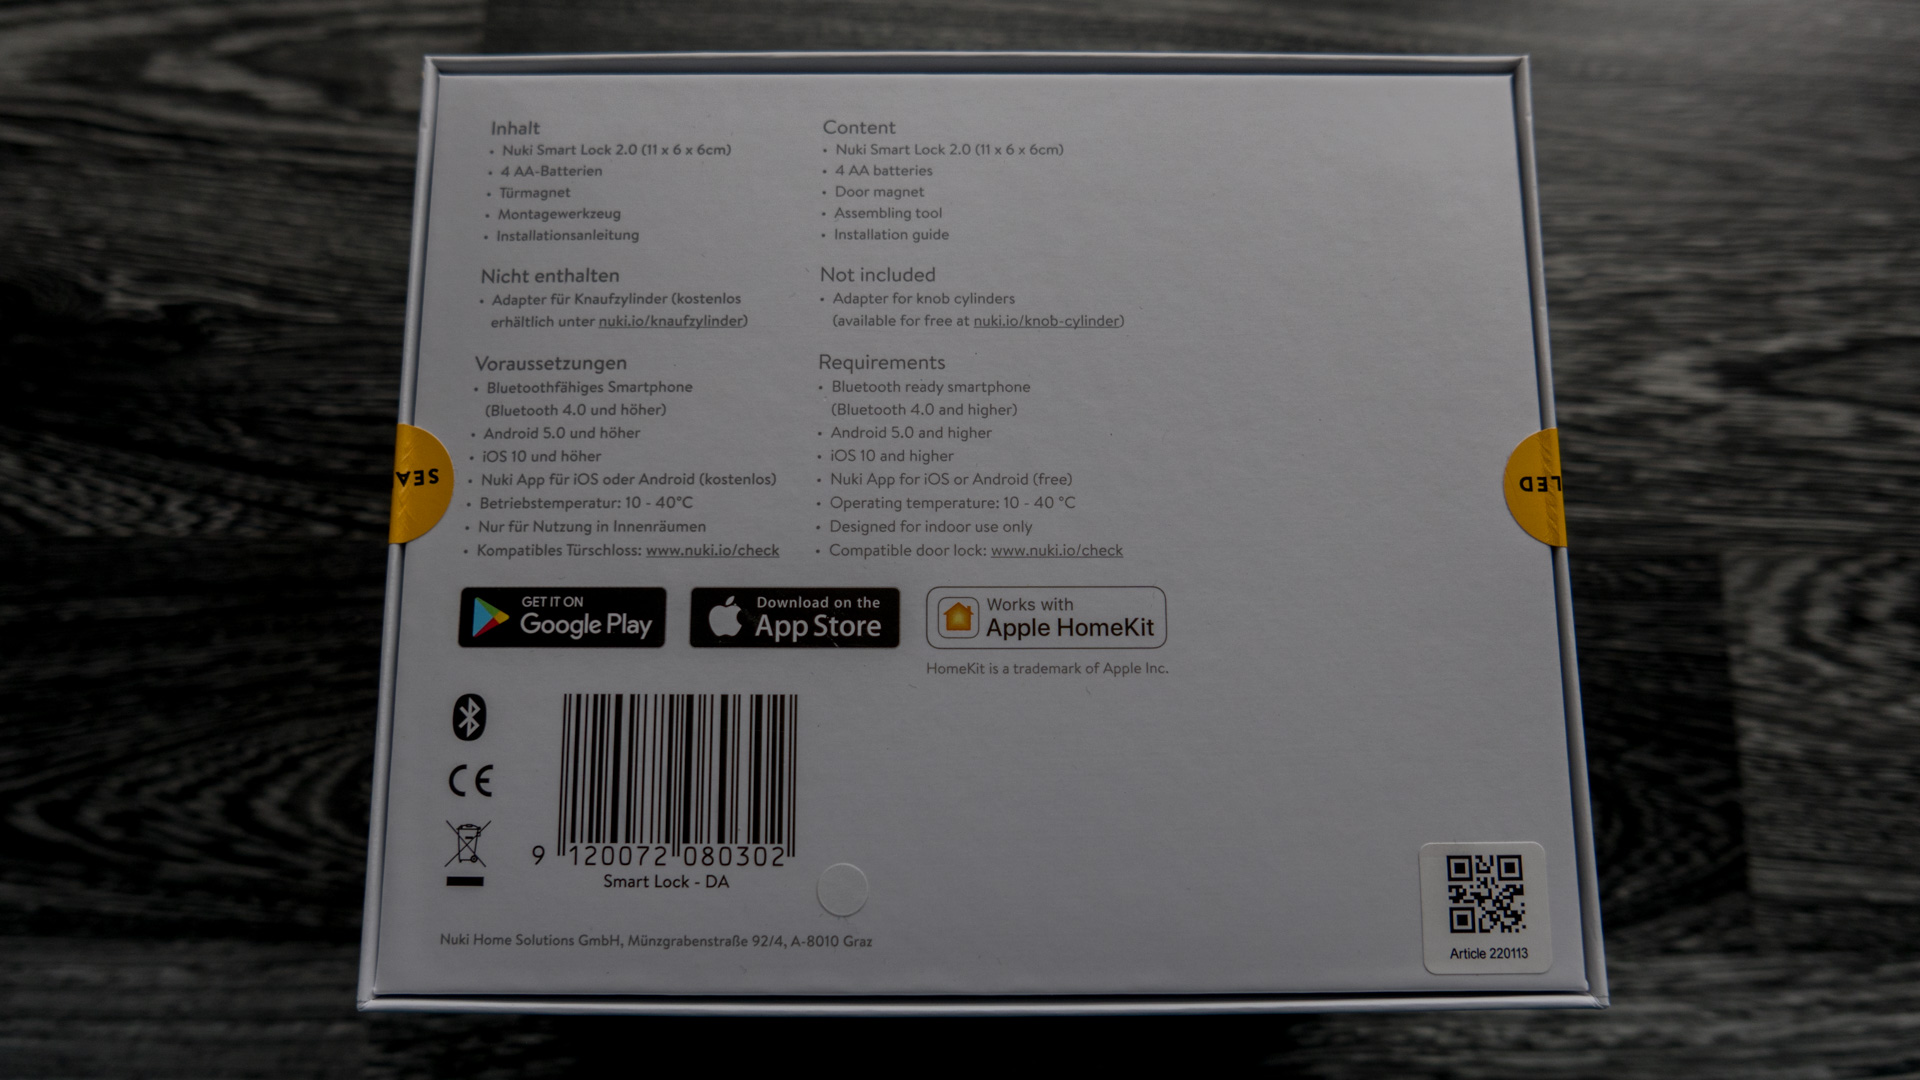 Inhalt
• Nuki Smart Lock 2.0 (11 x 6 x 6cm)
• 4 AA-Batterien
• Türmagnet
• Montagewerkzeug
• Installationsanleitung
Nicht enthalten
• Adapter für Knaufzylinder (kostenlos
erhältlich unter nuki.io/knaufzylinder)
Voraussetzungen
• Bluetoothfähiges Smartphone
(Bluetooth 4.0 und höher)
• Android 5.0 und höher
• iOS 10 und höher
• Nuki App für iOS oder Android (kostenlos)
• Betriebstemperatur: 10 - 40°C
• Nur für Nutzung in Innenräumen
• Kompatibles Türschloss: www.nuki.io/check
Content
• Nuki Smart Lock 2.0 (11 x 6 x 6cm)
• 4 AA batteries
• Door magnet
• Assembling tool
• Installation guide
Not included
• Adapter for knob cylinders
(available for free at nuki.io/knob-cylinder)
Requirements
• Bluetooth ready smartphone
(Bluetooth 4.0 and higher)
• Android 5.0 and higher
• iOS 10 and higher
• Nuki App for iOS or Android (free)
• Operating temperature: 10 - 40 °C
• Designed for indoor use only
• Compatible door lock: www.nuki.io/check
SEA
LED
GET IT ON
Google Play
Download on the
App Store
Works with
Apple HomeKit
HomeKit is a trademark of Apple Inc.
CE
9 120072 080302
Smart Lock - DA
Nuki Home Solutions GmbH, Münzgrabenstraße 92/4, A-8010 Graz
Article 220113